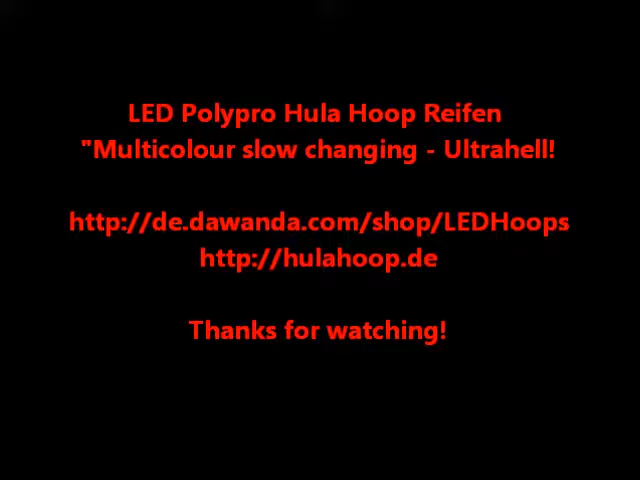 LED Polypro Hula Hoop Reifen
"Multicolour slow changing - Ultrahell!
http://de.dawanda.com/shop/LEDHoops
http://hulahoop.de
Thanks for watching!